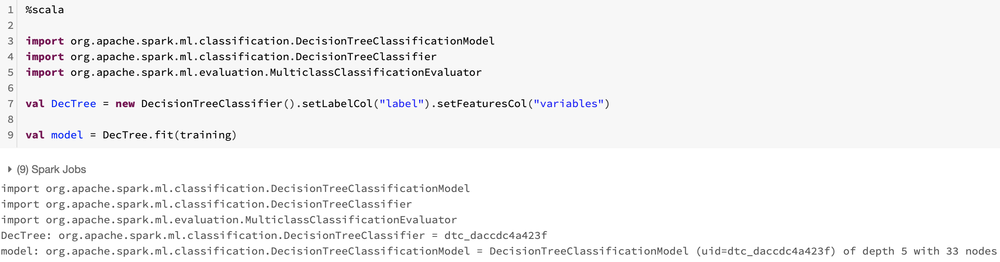 1 %scala
2
3 import org.apache.spark.ml.classification.DecisionTreeClassificationModel
4 import org.apache.spark.ml.classification.DecisionTreeClassifier
5 import org.apache.spark.ml.evaluation.MulticlassClassificationEvaluator
6
7 val DecTree = new DecisionTreeClassifier().setLabelCol("label").setFeaturesCol("variables")
8
9 val model = DecTree.fit(training)
(9) Spark Jobs
import org.apache.spark.ml.classification.DecisionTreeClassificationModel
import org.apache.spark.ml.classification.DecisionTreeClassifier
import org.apache.spark.ml.evaluation.MulticlassClassificationEvaluator
DecTree: org.apache.spark.ml.classification.DecisionTreeClassifier = dtc_daccdc4a423f
model: org.apache.spark.ml.classification.DecisionTreeClassificationModel = DecisionTreeClassificationModel (uid=dtc_daccdc4a423f) of depth 5 with 33 nodes